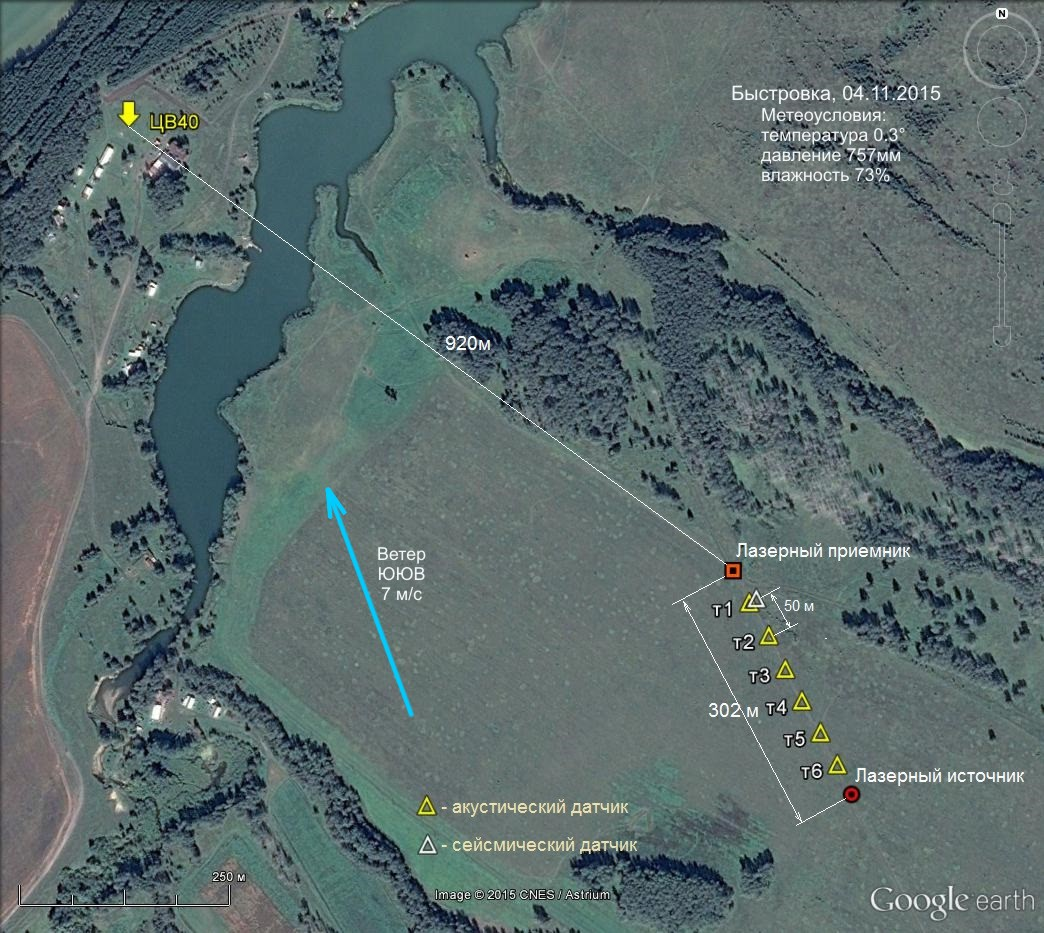 N
Быстровка, 04.11.2015
Метеоусловия:
температура 0.3°
давление 757мм
влажность 73%
ЦВ40
920м
Ветер
ЮЮВ
7 м/с
Лазерный приемник
т1
50 м
т2
т3
302 м
т4
т5
т6
Лазерный источник
- акустический датчик
- сейсмический датчик
250 м
Image © 2015 CNES / Astrium
Google earth